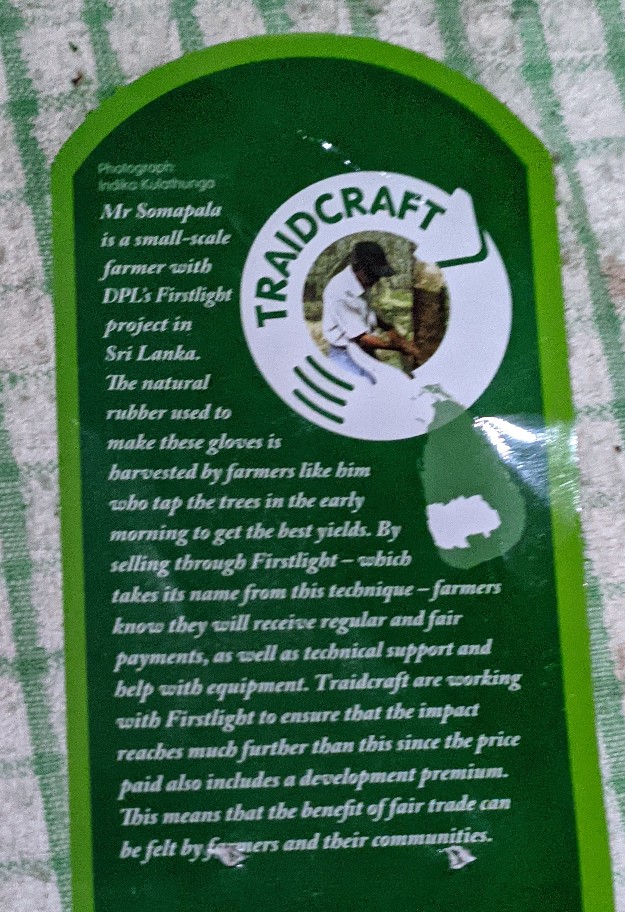 Photograph:
Indika Kulathunga
TRAIDCRAFT
Mr Somapala
is a small-scale
farmer with
DPL's Firstlight
project in
Sri Lanka.
The natural
rubber used to
make these gloves is
harvested by farmers like him
who tap the trees in the early
morning to get the best yields. By
selling through Firstlight – which
takes its name from this technique – farmers
know they will receive regular and fair
payments, as well as technical support and
help with equipment. Traidcraft are working
with Firstlight to ensure that the impact
reaches much further than this since the price
paid also includes a development premium.
This means that the benefit of fair trade can
be felt by farmers and their communities.